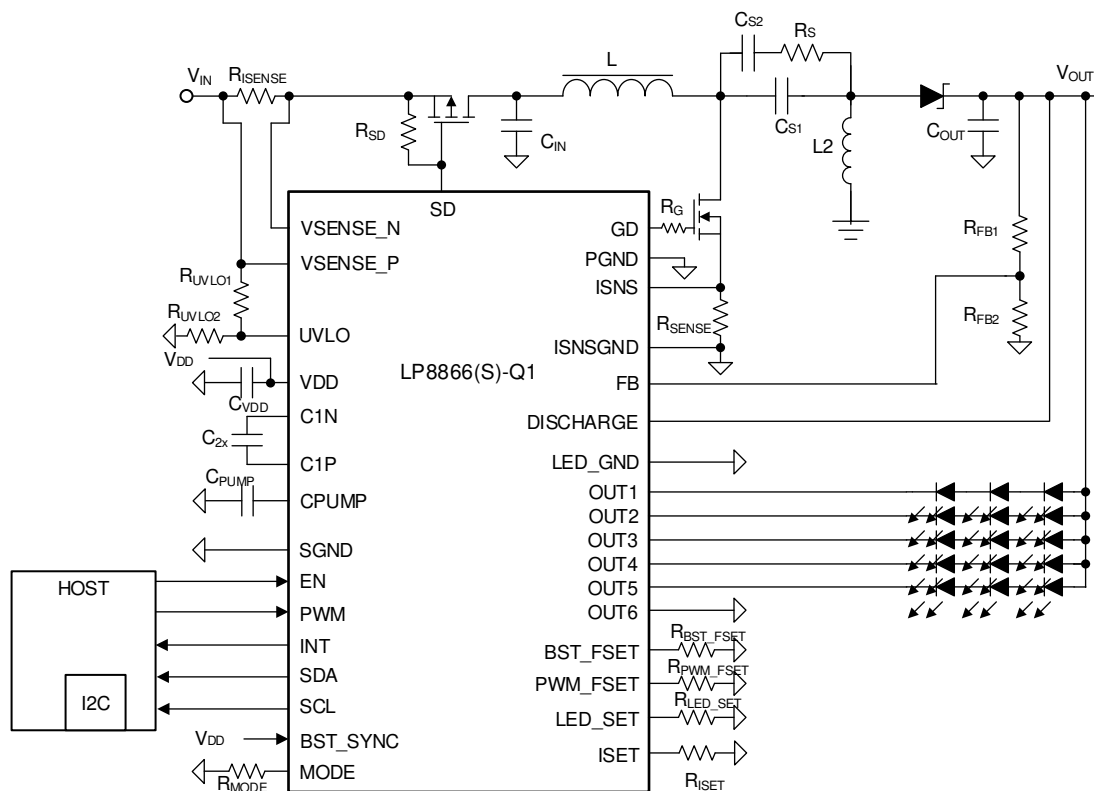 CS2
RS
VIN
RISENSE
L
VOUT
RSD
CIN
CS1
L2
COUT
SD
RG
VSENSE_N
GD
RFB1
VSENSE_P
PGND
RUVLO1
ISNS
RUVLO2
RSENSE
RFB2
UVLO
ISNSGND
VDD
LP8866(S)-Q1
VDD
FB
CVDD
C1N
DISCHARGE
C2x
C1P
LED_GND
CPUMP
CPUMP
OUT1
OUT2
SGND
OUT3
HOST
OUT4
EN
OUT5
PWM
OUT6
INT
RBST_FSET
BST_FSET
SDA
RPWM_FSET
PWM_FSET
I2C
SCL
RLED_SET
LED_SET
VDD
BST_SYNC
ISET
MODE
RMODE
RISET